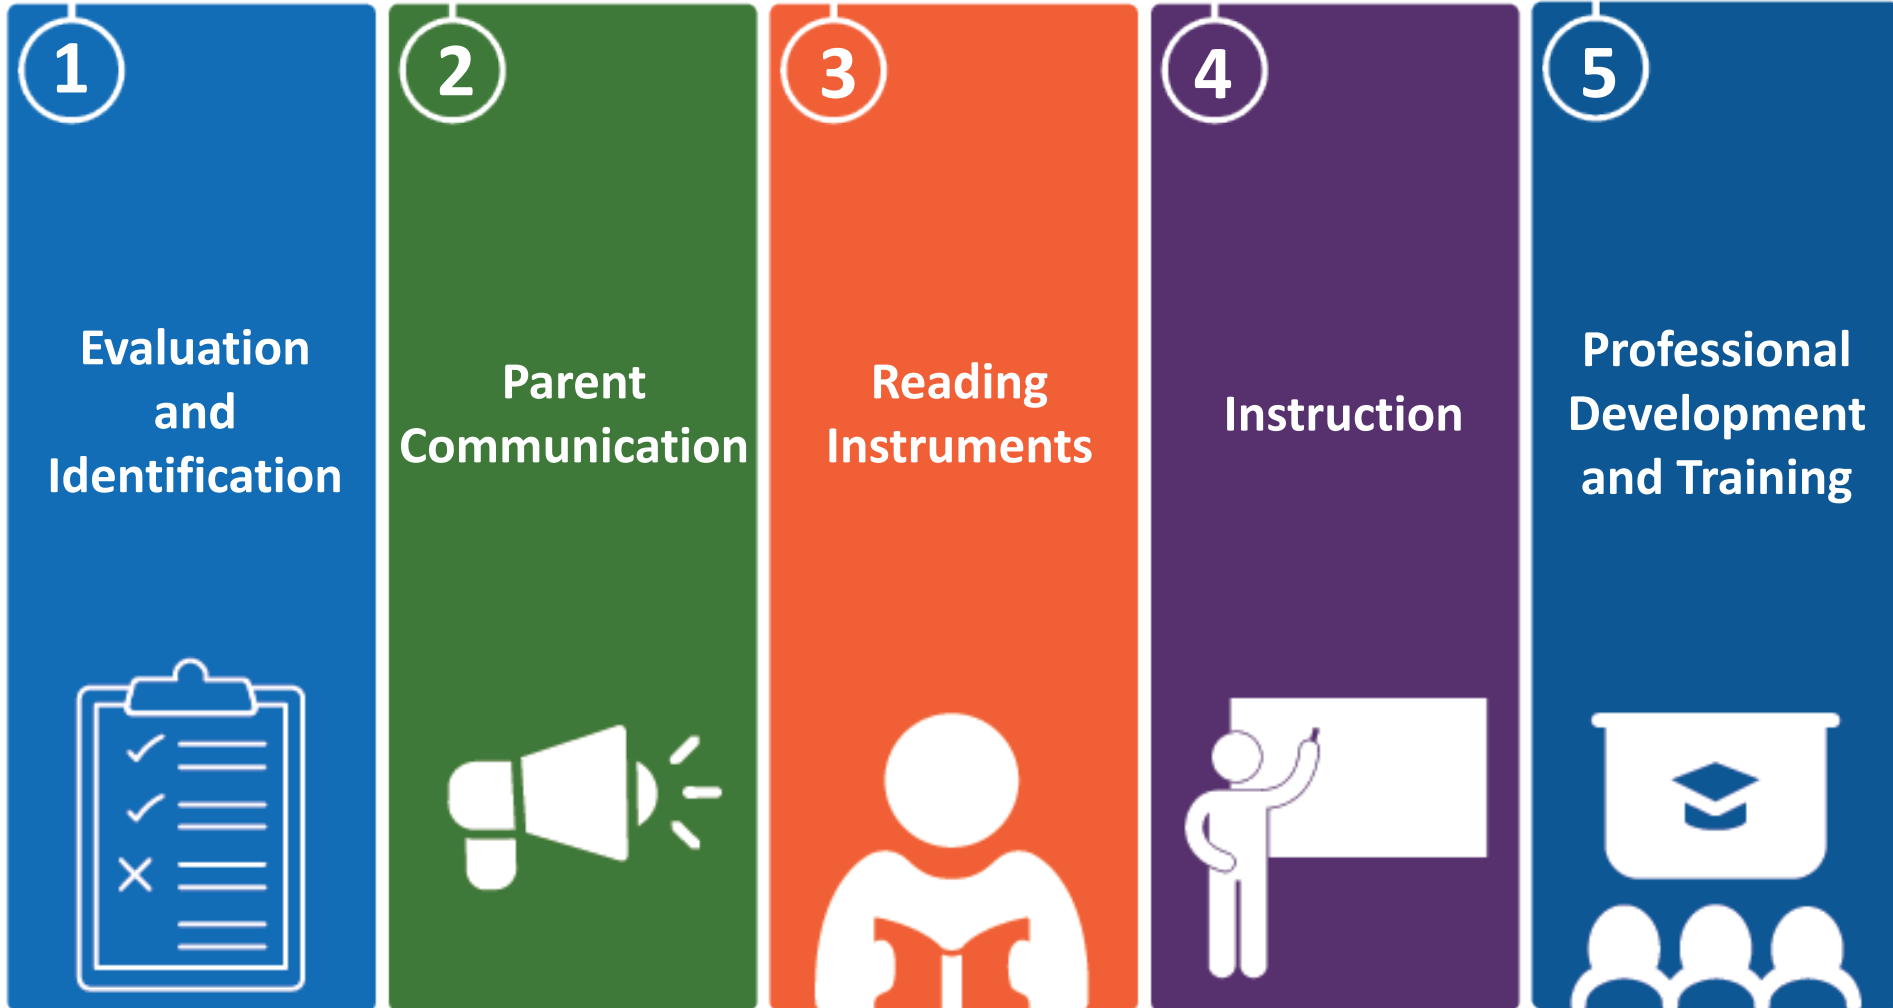 1
Evaluation
and
Identification
2
Parent
Communication
3
Reading
Instruments
4
Instruction
5
Professional
Development
and Training